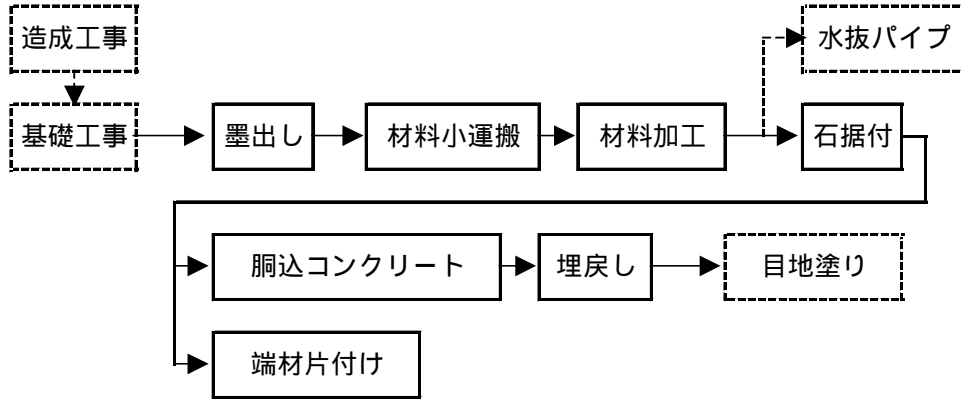 造成工事
水抜パイプ
基礎工事
墨出し
材料小運搬
材料加工
石据付
胴込コンクリート
埋戻し
目地塗り
端材片付け